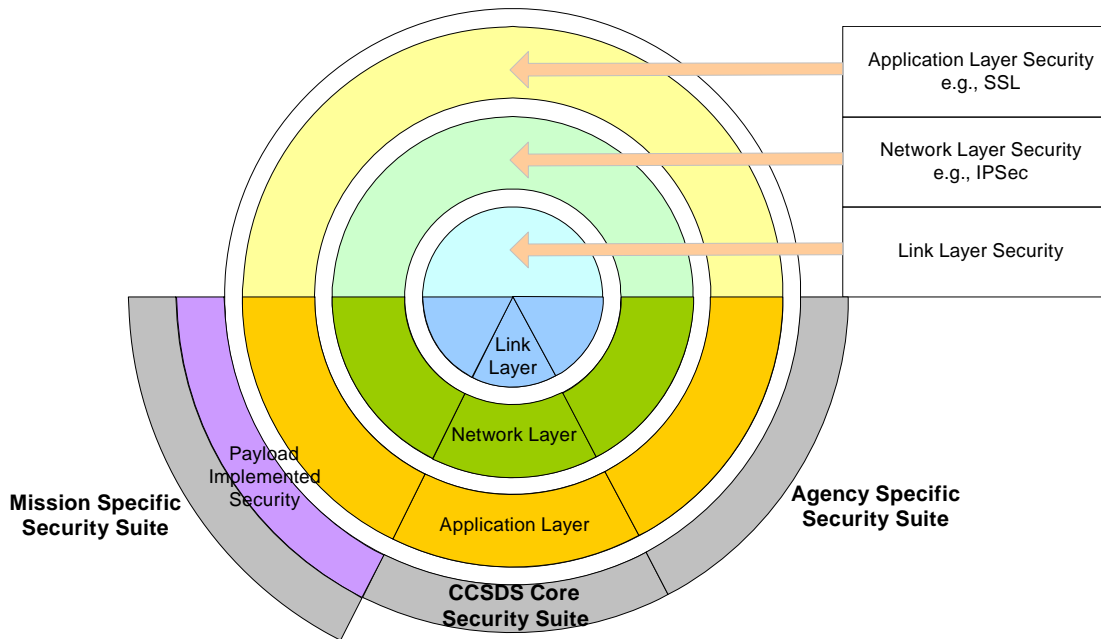 Application Layer Security
e.g., SSL
Network Layer Security
e.g., IPSec
Link Layer Security
Link
Layer
Network Layer
Payload
Implemented
Security
Mission Specific
Security Suite
Application Layer
Agency Specific
Security Suite
CCSDS Core
Security Suite